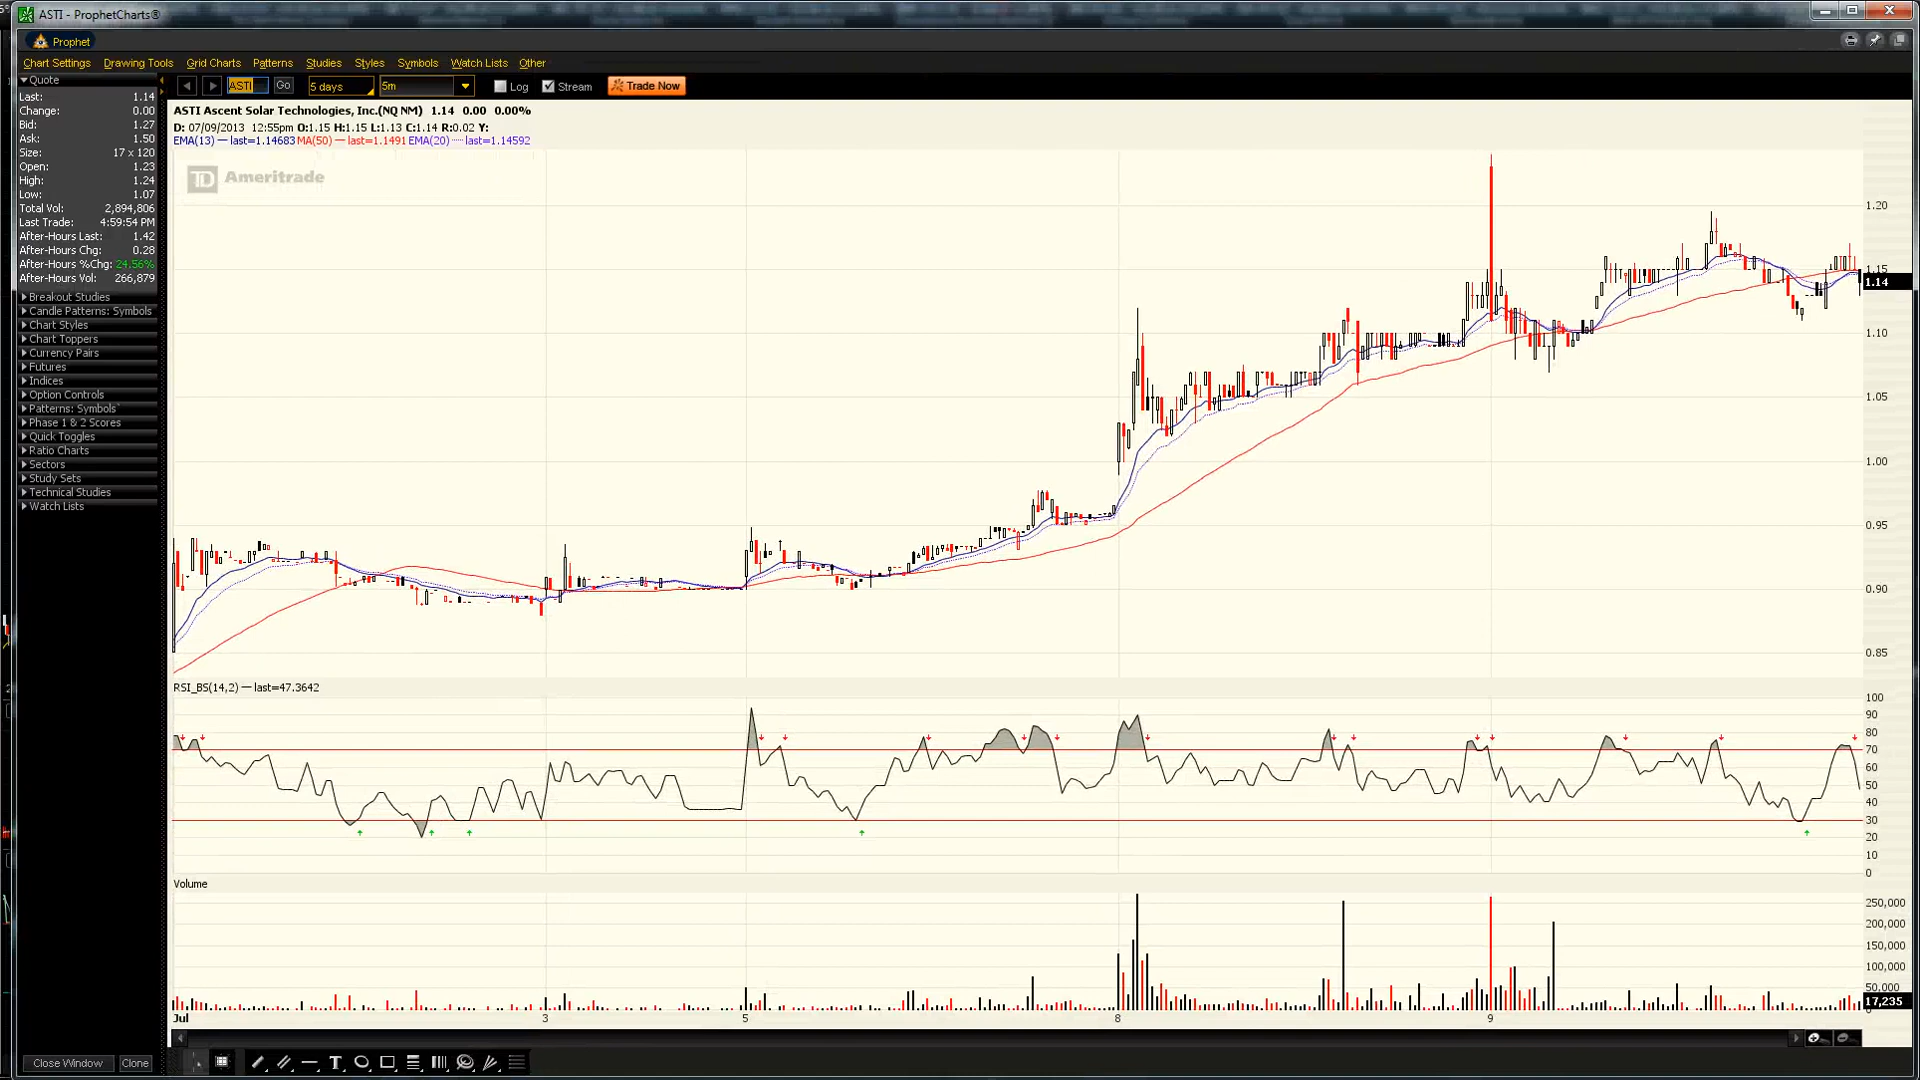 ASTI - ProphetCharts®
Prophet
Chart Settings Drawing Tools Grid Charts Patterns Studies Styles Symbols Watch Lists Other
Quote
ASTI Go 5 days 5m Log Stream Trade Now
Last: 1.14
Change: 0.00
Bid: 1.27
Ask: 1.50
Size: 17 x 120
Open: 1.23
High: 1.24
Low: 1.07
Total Vol: 2,894,806
Last Trade: 4:59:54 PM
After-Hours Last: 1.42
After-Hours Chg: 0.28
After-Hours %Chg: 24.56%
After-Hours Vol: 266,879
Breakout Studies
Candle Patterns: Symbols
Chart Styles
Chart Toppers
Currency Pairs
Futures
Indices
Option Controls
Patterns: Symbols`
Phase 1 & 2 Scores
Quick Toggles
Ratio Charts
Sectors
Study Sets
Technical Studies
Watch Lists
ASTI Ascent Solar Technologies, Inc.(NQ NM) 1.14 0.00 0.00%
D: 07/09/2013 12:55pm O:1.15 H:1.15 L:1.13 C:1.14 R:0.02 Y:
EMA(13) — last=1.14683 MA(50) — last=1.1491 EMA(20) ···· last=1.14592
TD Ameritrade
1.20
1.15
1.14
1.10
1.05
1.00
0.95
0.90
0.85
RSI_BS(14,2) — last=47.3642
100
90
80
70
60
50
40
30
20
10
0
Volume
250,000
200,000
150,000
100,000
50,000
17,235
Jul 3 5 8 9
Close Window Clone T